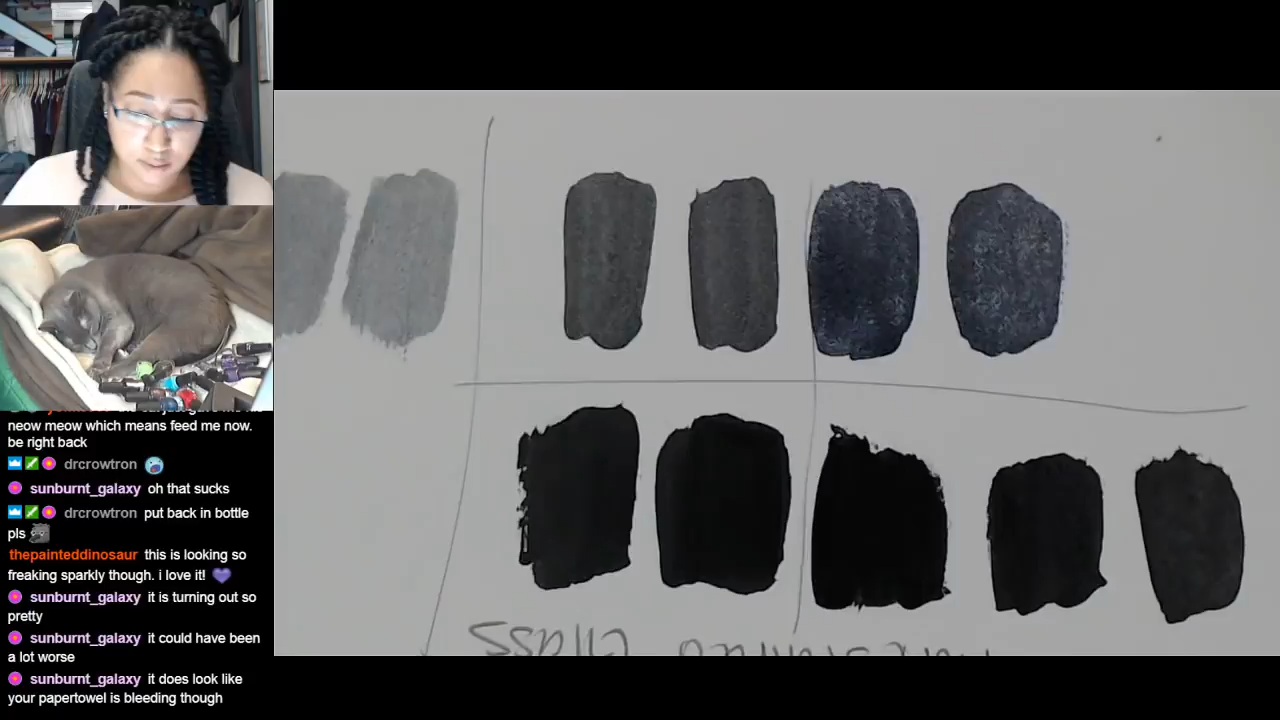 neow meow which means feed me now.
be right back
drcrowtron
sunburnt_galaxy oh that sucks
drcrowtron put back in bottle
pls
thepainteddinosaur this is looking so
freaking sparkly though. i love it!
sunburnt_galaxy it is turning out so
pretty
sunburnt_galaxy it could have been
a lot worse
sunburnt_galaxy it does look like
your papertowel is bleeding though